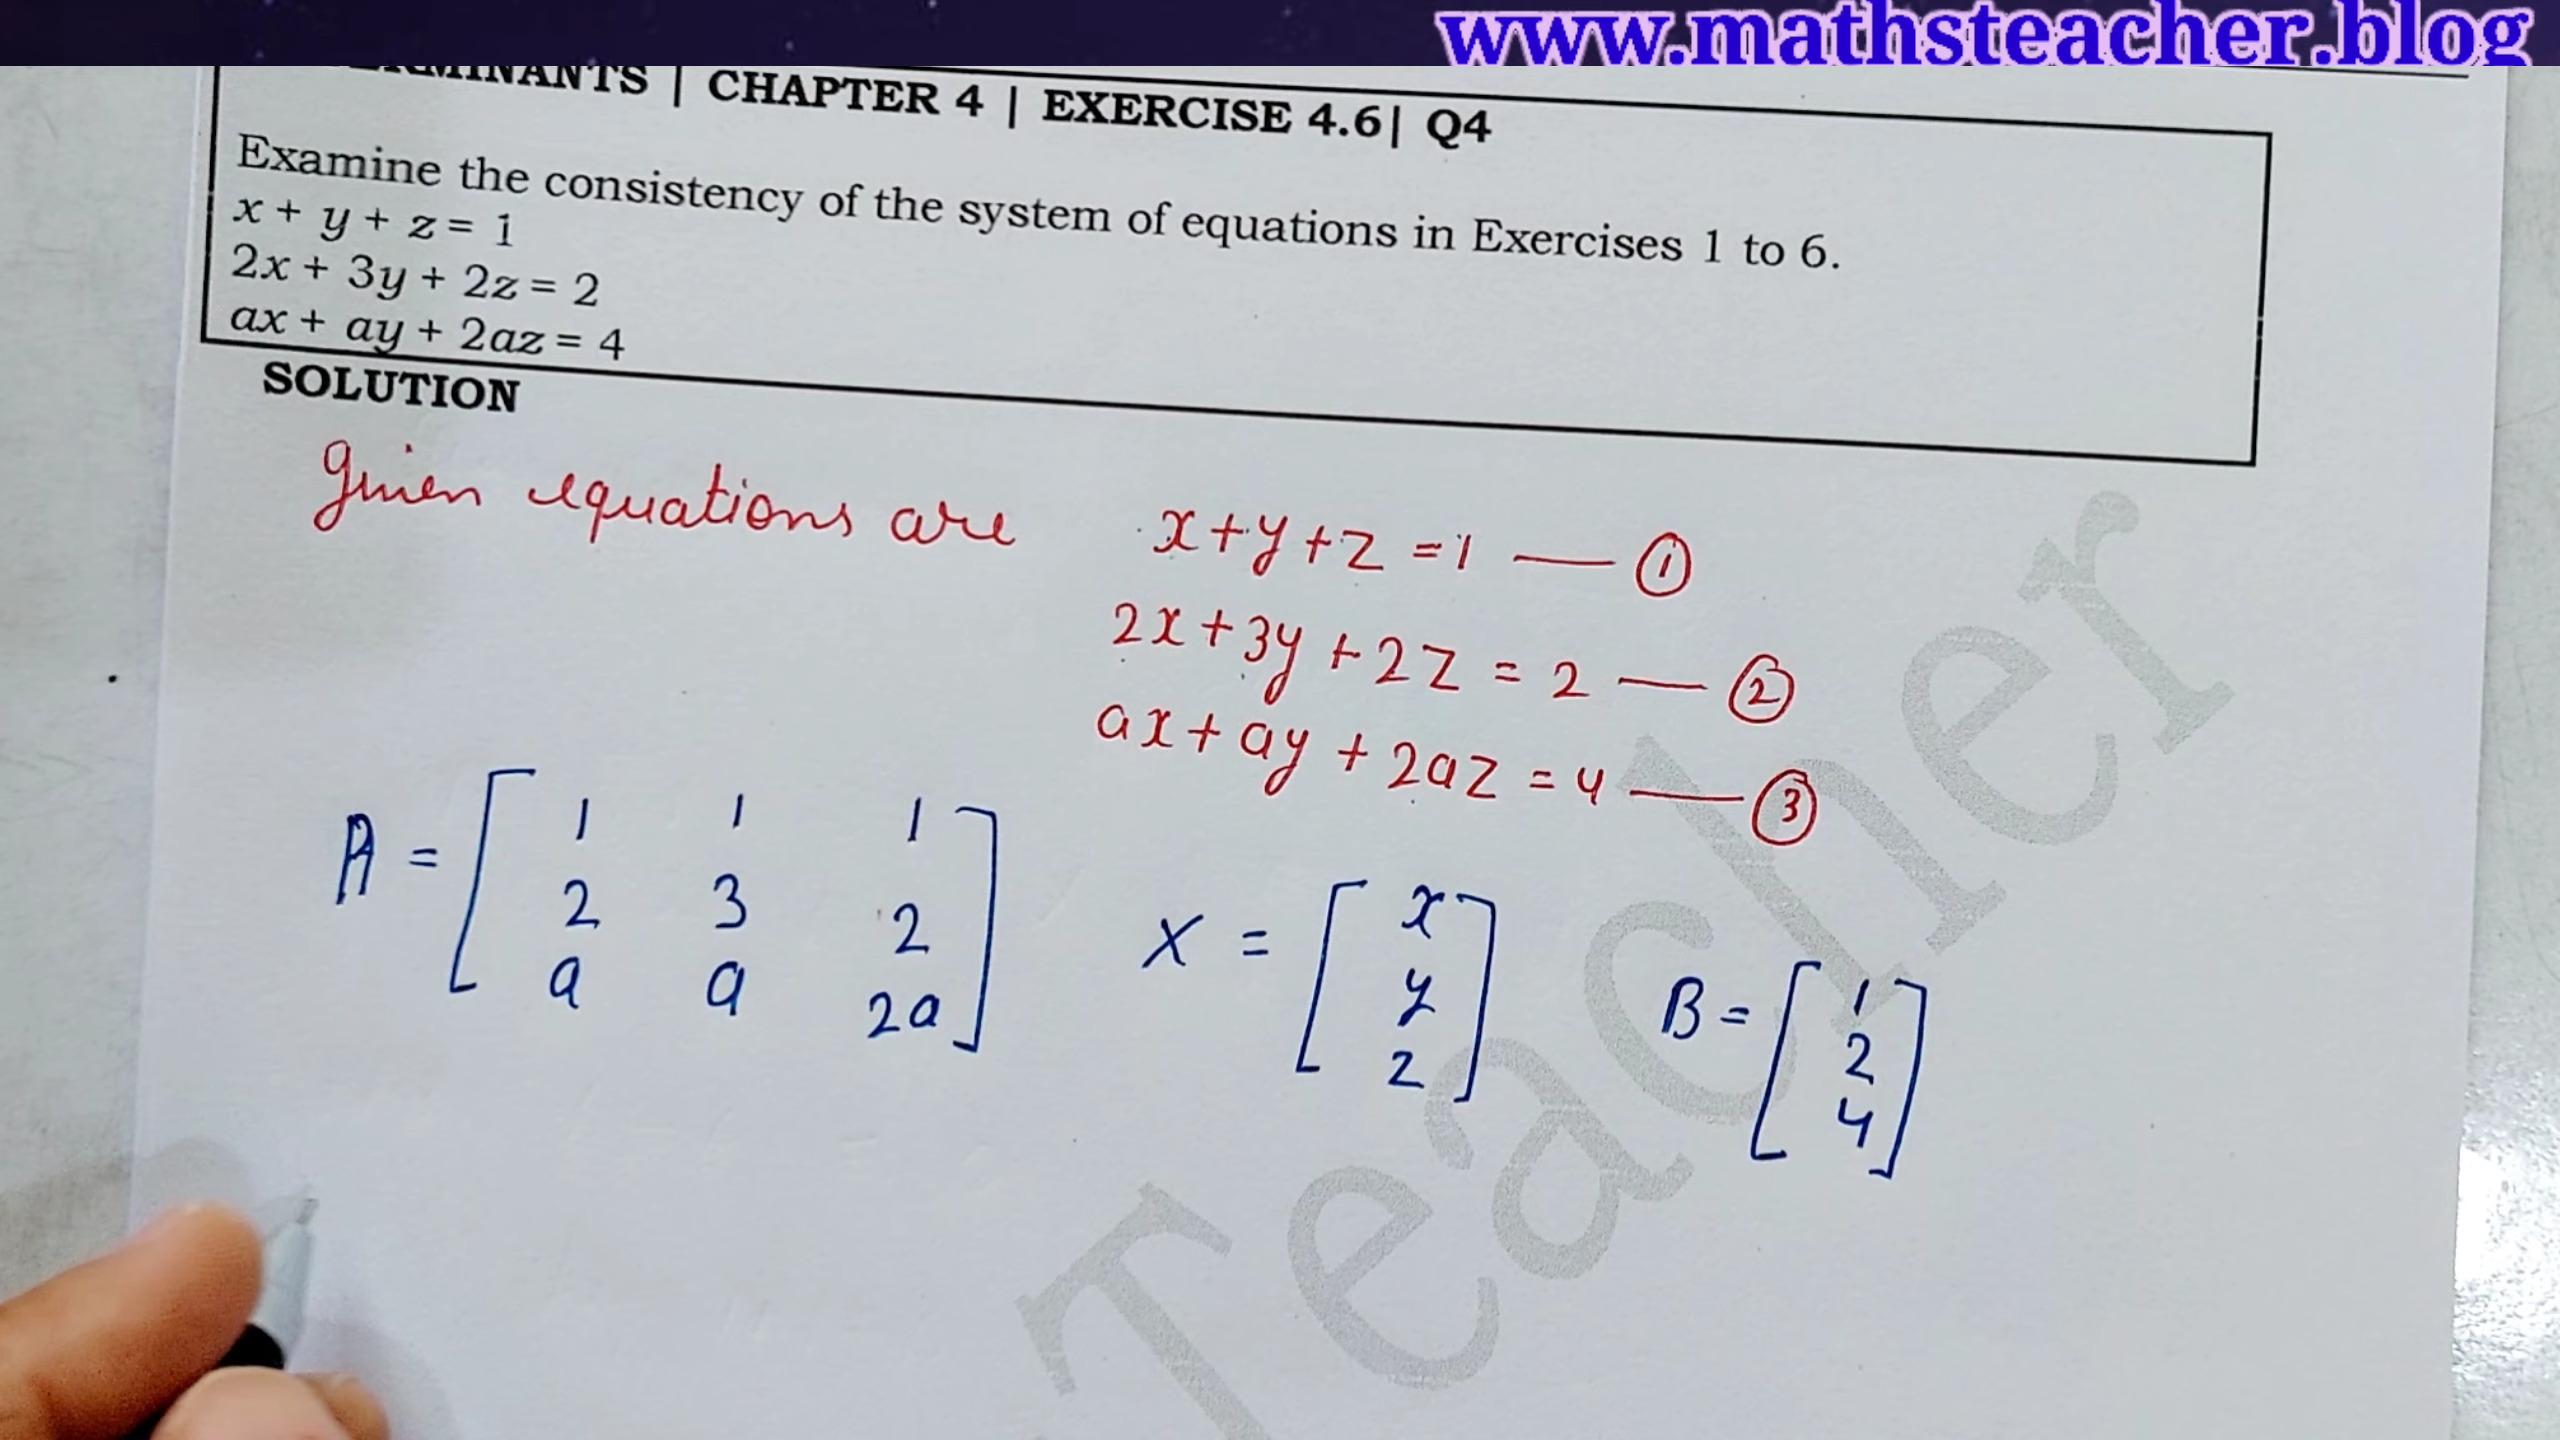 www.mathsteacher.blog
ERMINANTS | CHAPTER 4 | EXERCISE 4.6| Q4
Examine the consistency of the system of equations in Exercises 1 to 6.
x + y + z = 1
2x + 3y + 2z = 2
ax + ay + 2az = 4
SOLUTION
Given equations are x+y+z =1 — ①
2x+3y+2z = 2 — ②
ax+ay+2az =4 — ③
A = [ 1 1 1
2 3 2
a a 2a ]
X = [ x
y
z ]
B = [ 1
2
4 ]
Teacher